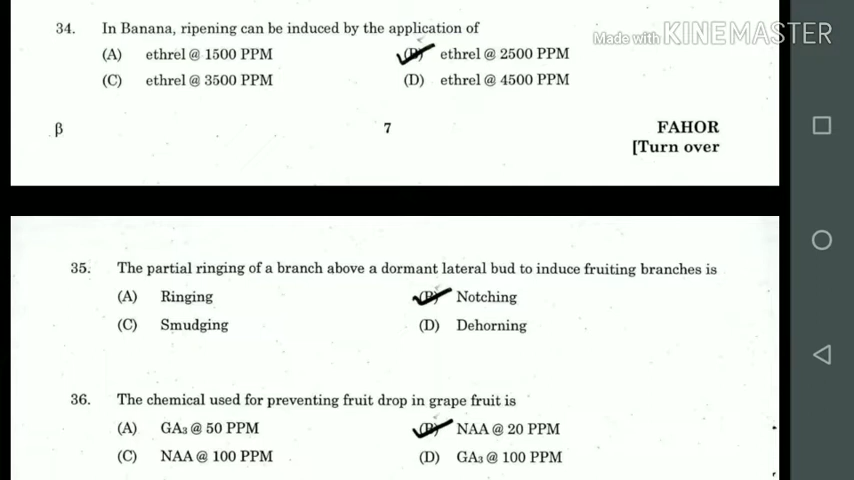 34. In Banana, ripening can be induced by the application of
Made with KINEMASTER
(A) ethrel @ 1500 PPM (B) ethrel @ 2500 PPM
(C) ethrel @ 3500 PPM (D) ethrel @ 4500 PPM
β 7 FAHOR
[Turn over
35. The partial ringing of a branch above a dormant lateral bud to induce fruiting branches is
(A) Ringing (B) Notching
(C) Smudging (D) Dehorning
36. The chemical used for preventing fruit drop in grape fruit is
(A) GA₃ @ 50 PPM (B) NAA @ 20 PPM
(C) NAA @ 100 PPM (D) GA₃ @ 100 PPM